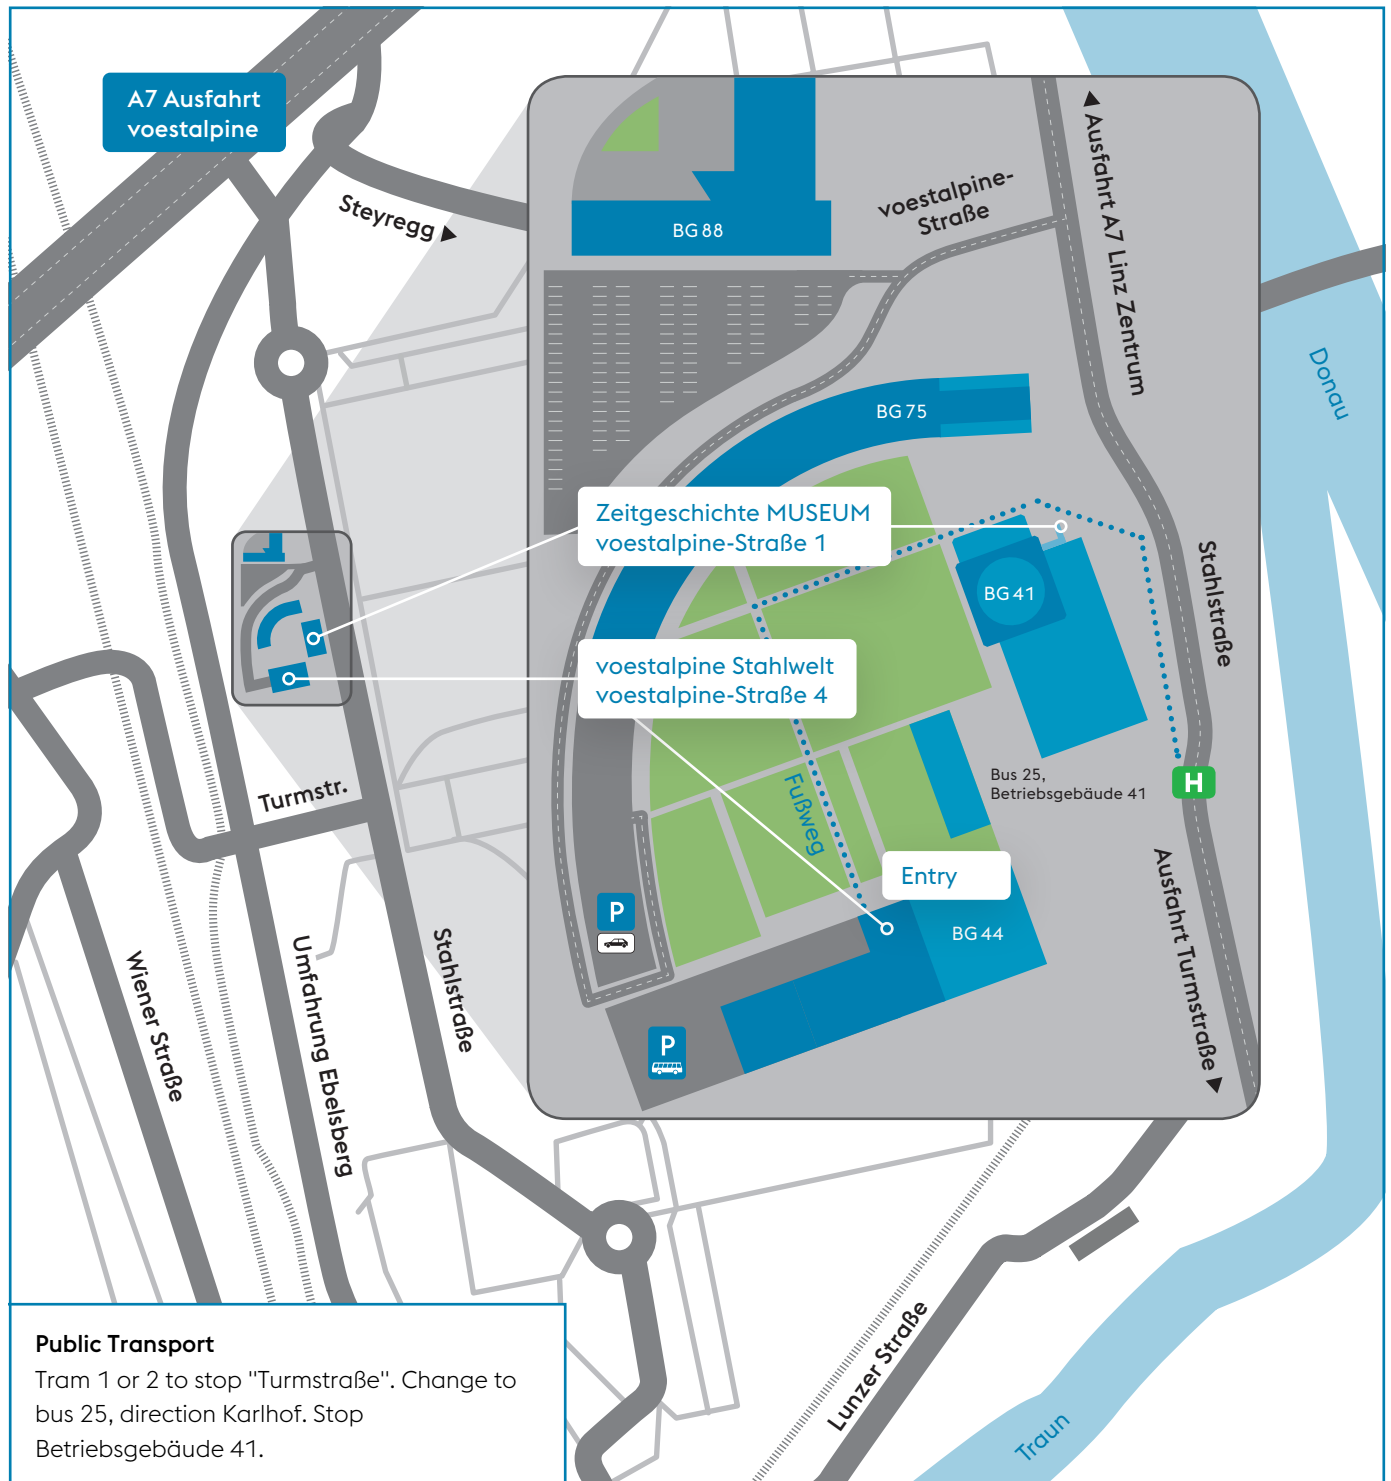 A7 Ausfahrt
voestalpine
Steyregg
BG 88
voestalpine-
Straße
Ausfahrt A7 Linz Zentrum
Donau
BG 75
Zeitgeschichte MUSEUM
voestalpine-Straße 1
BG 41
Stahlstraße
voestalpine Stahlwelt
voestalpine-Straße 4
Bus 25,
Betriebsgebäude 41
H
Turmstr.
Fußweg
Entry
P
BG 44
Ausfahrt Turmstraße
Wiener Straße
Umfahrung Ebelsberg
Stahlstraße
P
Lunzer Straße
Traun
Public Transport
Tram 1 or 2 to stop "Turmstraße". Change to
bus 25, direction Karlhof. Stop
Betriebsgebäude 41.